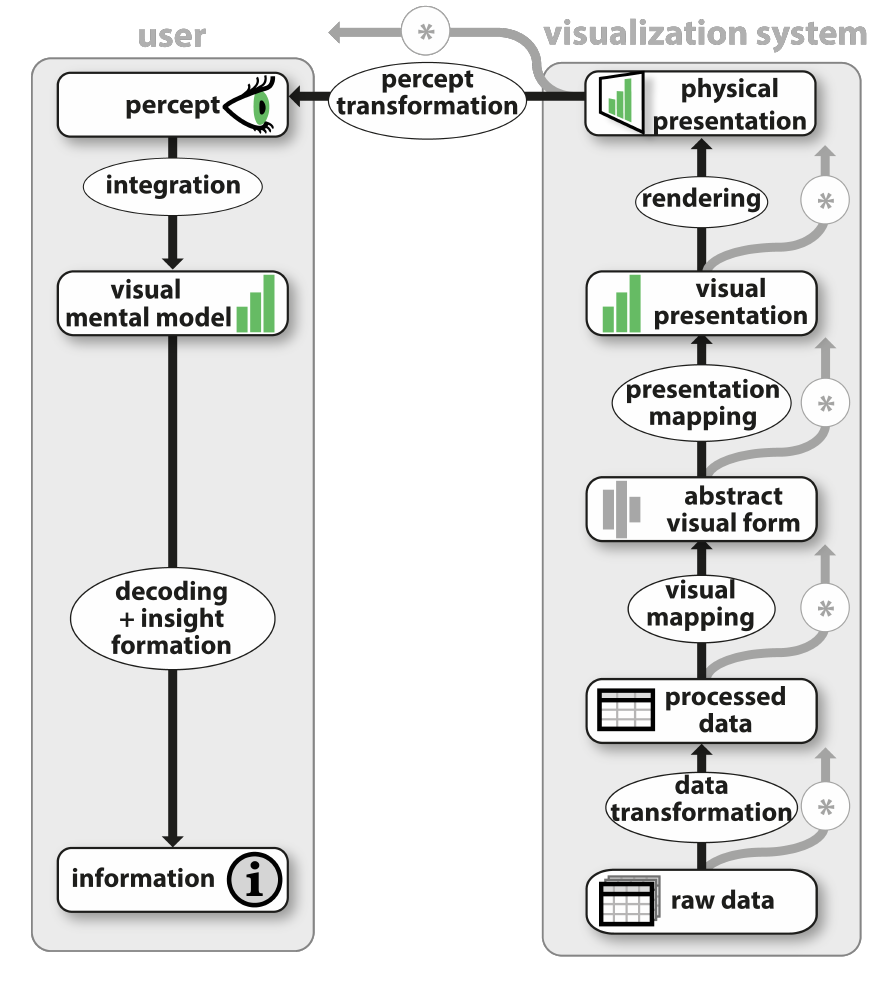 user
visualization system
*
percept
percept
transformation
physical
presentation
integration
rendering
*
visual
mental model
visual
presentation
presentation
mapping
*
abstract
visual form
decoding
+ insight
formation
visual
mapping
*
processed
data
data
transformation
*
information
i
raw data